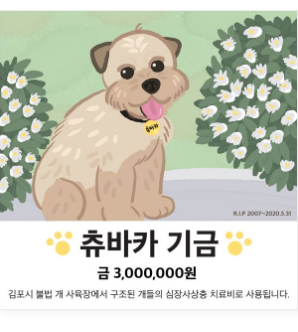 츄바카
R.I.P 2007~2020.5.31
츄바카 기금
금 3,000,000원
김포시 불법 개 사육장에서 구조된 개들의 심장사상충 치료비로 사용됩니다.